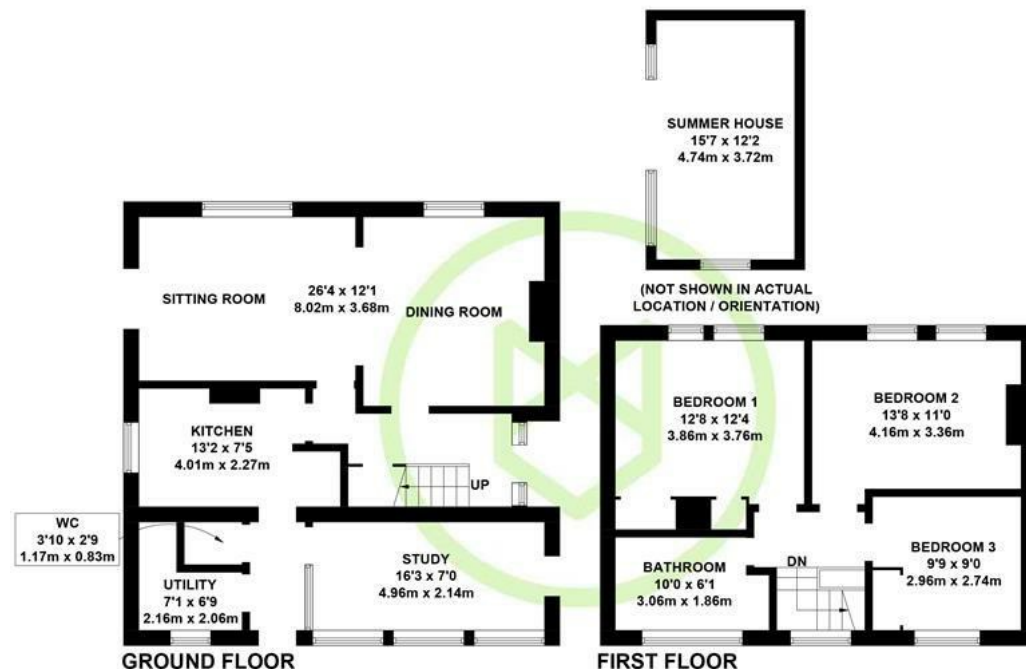 SUMMER HOUSE
15'7 x 12'2
4.74m x 3.72m
(NOT SHOWN IN ACTUAL
LOCATION / ORIENTATION)
SITTING ROOM
26'4 x 12'1
8.02m x 3.68m
DINING ROOM
KITCHEN
13'2 x 7'5
4.01m x 2.27m
UP
WC
3'10 x 2'9
1.17m x 0.83m
UTILITY
7'1 x 6'9
2.16m x 2.06m
STUDY
16'3 x 7'0
4.96m x 2.14m
GROUND FLOOR
BEDROOM 1
12'8 x 12'4
3.86m x 3.76m
BEDROOM 2
13'8 x 11'0
4.16m x 3.36m
BATHROOM
10'0 x 6'1
3.06m x 1.86m
DN
BEDROOM 3
9'9 x 9'0
2.96m x 2.74m
FIRST FLOOR